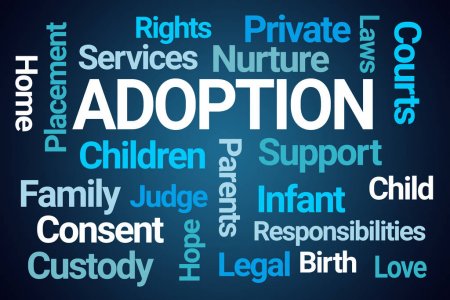 Rights
Private
Laws
Courts
Home
Placement
Services
Nurture
ADOPTION
Children
Parents
Support
Family
Judge
Infant
Child
Consent
Hope
Responsibilities
Custody
Legal
Birth
Love